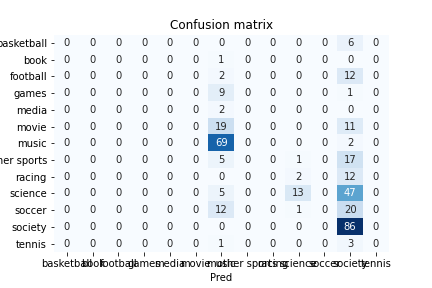 Confusion matrix
basketball 0 0 0 0 0 0 0 0 0 0 0 6 0
book 0 0 0 0 0 0 1 0 0 0 0 0 0
football 0 0 0 0 0 0 2 0 0 0 0 12 0
games 0 0 0 0 0 0 9 0 0 0 0 1 0
media 0 0 0 0 0 0 2 0 0 0 0 0 0
movie 0 0 0 0 0 0 19 0 0 0 0 11 0
music 0 0 0 0 0 0 69 0 0 0 0 2 0
her sports 0 0 0 0 0 0 5 0 0 1 0 17 0
racing 0 0 0 0 0 0 0 0 0 2 0 12 0
science 0 0 0 0 0 0 5 0 0 13 0 47 0
soccer 0 0 0 0 0 0 12 0 0 1 0 20 0
society 0 0 0 0 0 0 0 0 0 0 0 86 0
tennis 0 0 0 0 0 0 1 0 0 0 0 3 0
basketball book football games media movie music other sports racing science soccer society tennis
Pred